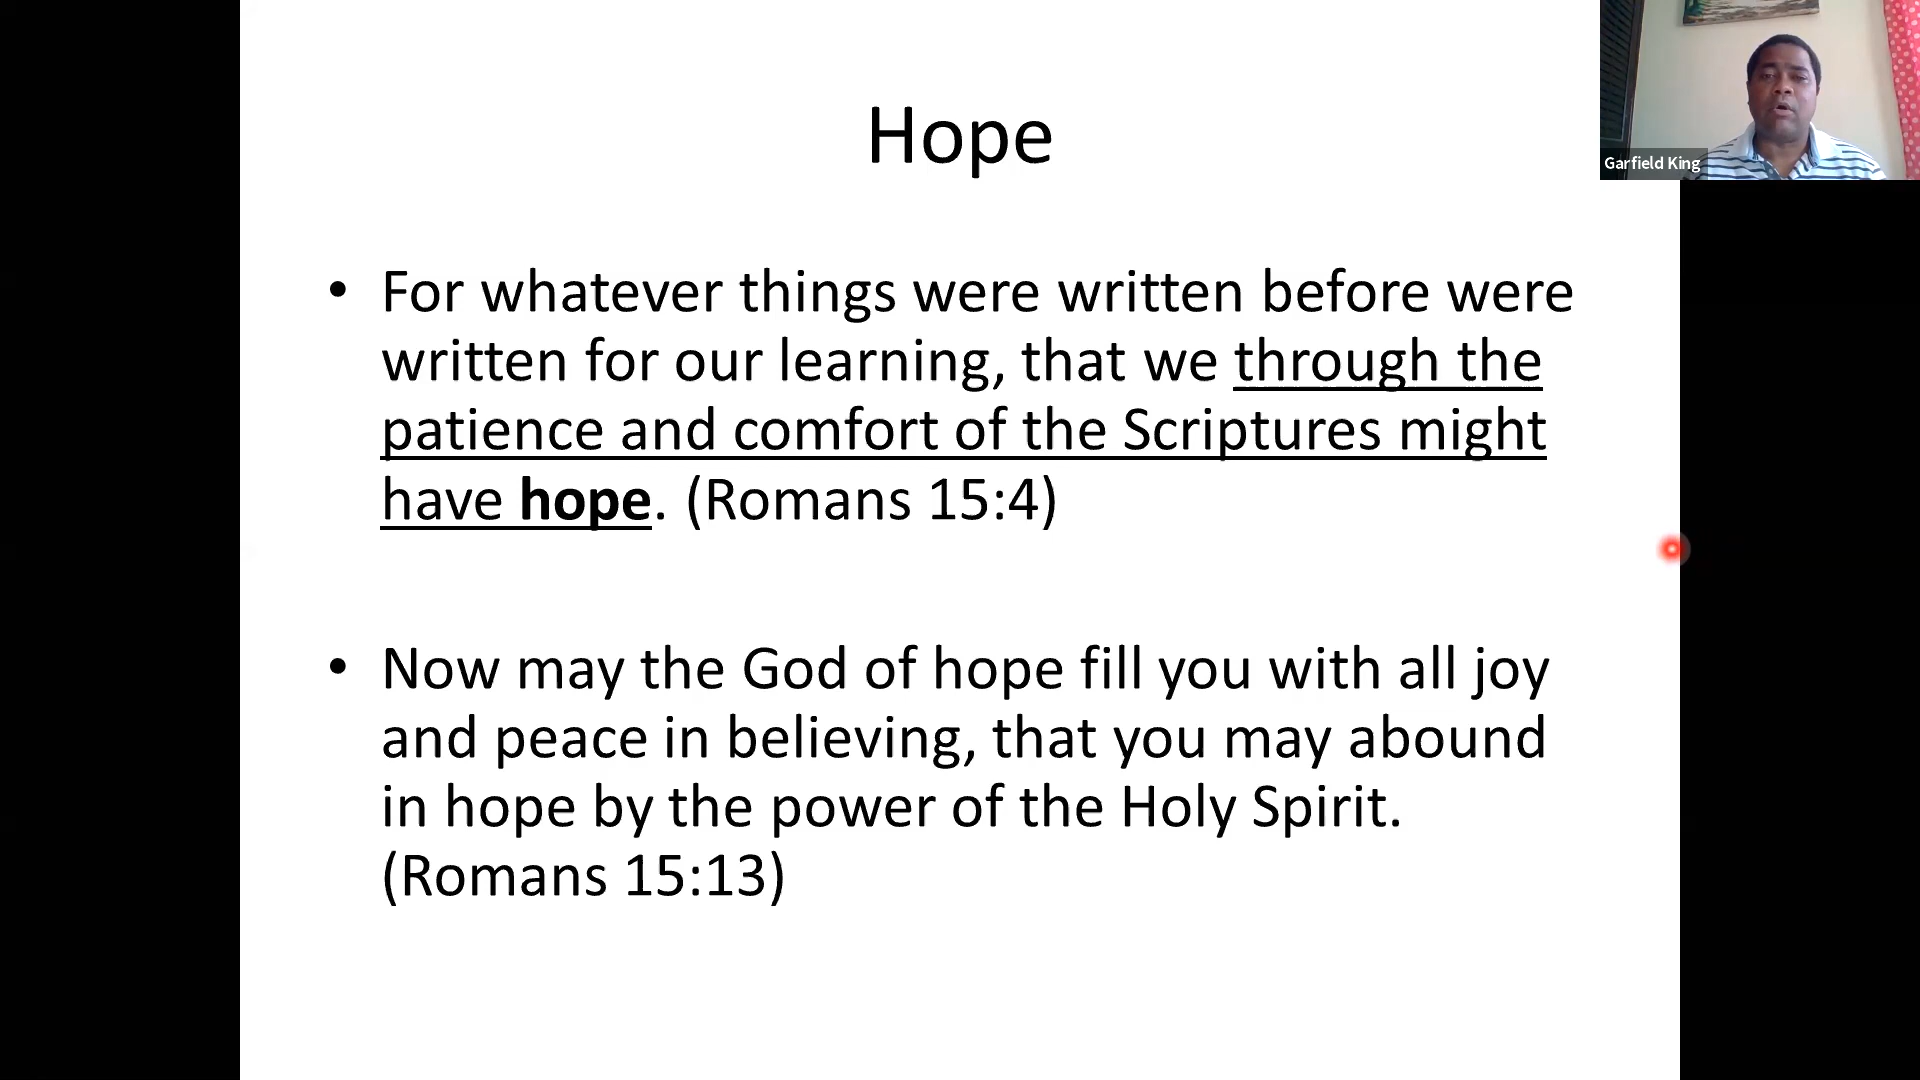 Hope
Garfield King
• For whatever things were written before were
written for our learning, that we through the
patience and comfort of the Scriptures might
have hope. (Romans 15:4)
• Now may the God of hope fill you with all joy
and peace in believing, that you may abound
in hope by the power of the Holy Spirit.
(Romans 15:13)